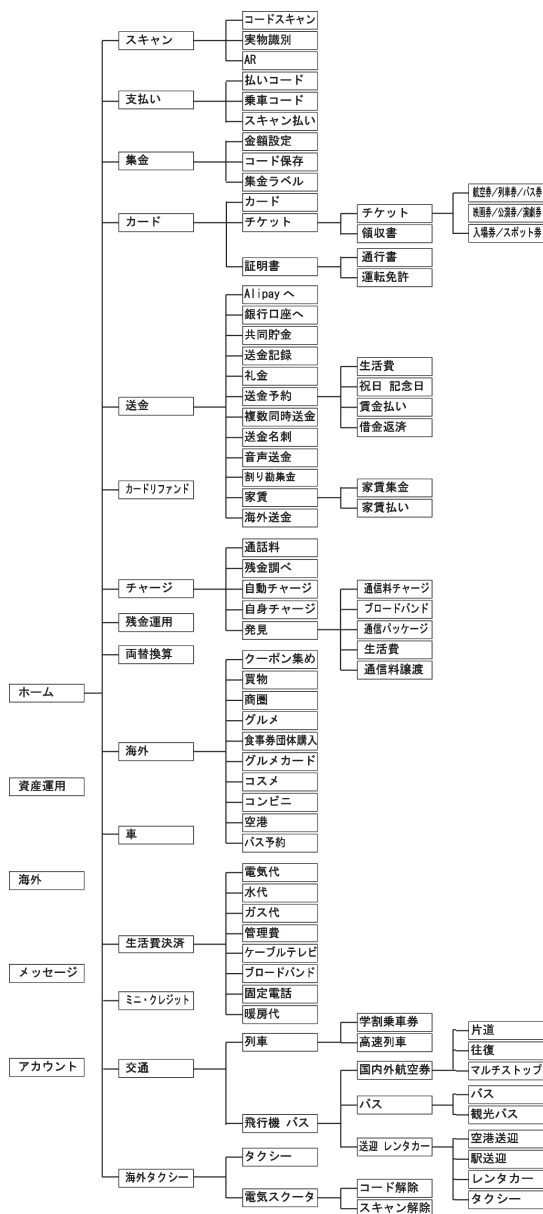 ホーム
資産運用
海外
メッセージ
アカウント
スキャン
コードスキャン
実物識別
AR
支払い
払いコード
乗車コード
スキャン払い
集金
金額設定
コード保存
集金ラベル
カード
カード
チケット
チケット
航空券/列車券/バス券
映画券/公演券/演劇券
入場券/スポット券
領収書
証明書
通行書
運転免許
送金
Alipay へ
銀行口座へ
共同貯金
送金記録
礼金
送金予約
生活費
祝日 記念日
賃金払い
借金返済
複数同時送金
送金名刺
音声送金
割り勘集金
家賃
家賃集金
家賃払い
海外送金
カードリファンド
チャージ
通話料
残金調べ
自動チャージ
自身チャージ
発見
通信料チャージ
ブロードバンド
通信パッケージ
生活費
通信料譲渡
残金運用
両替換算
海外
クーポン集め
買物
商圏
グルメ
食事券団体購入
グルメカード
コスメ
コンビニ
空港
バス予約
車
生活費決済
電気代
水代
ガス代
管理費
ケーブルテレビ
ブロードバンド
固定電話
暖房代
ミニ・クレジット
交通
列車
学割乗車券
高速列車
飛行機 バス
国内外航空券
片道
往復
マルチストップ
バス
バス
観光バス
送迎 レンタカー
空港送迎
駅送迎
レンタカー
タクシー
海外タクシー
タクシー
電気スクータ
コード解除
スキャン解除